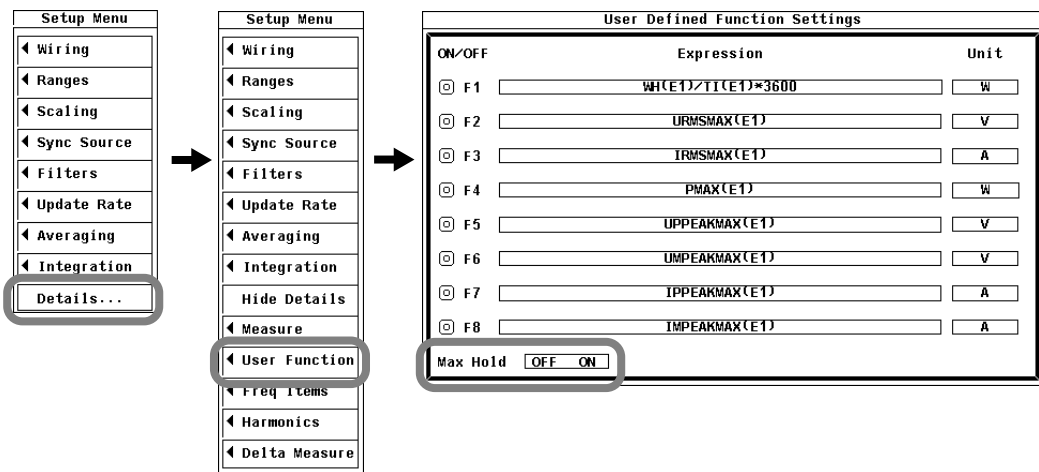 Setup Menu
Wiring
Ranges
Scaling
Sync Source
Filters
Update Rate
Averaging
Integration
Details...
Setup Menu
Wiring
Ranges
Scaling
Sync Source
Filters
Update Rate
Averaging
Integration
Hide Details
Measure
User Function
Freq Items
Harmonics
Delta Measure
User Defined Function Settings
ON/OFF Expression Unit
F1 WH(E1)/TI(E1)*3600 W
F2 URMSMAX(E1) V
F3 IRMSMAX(E1) A
F4 PMAX(E1) W
F5 UPPEAKMAX(E1) V
F6 UMPEAKMAX(E1) V
F7 IPPEAKMAX(E1) A
F8 IMPEAKMAX(E1) A
Max Hold OFF ON